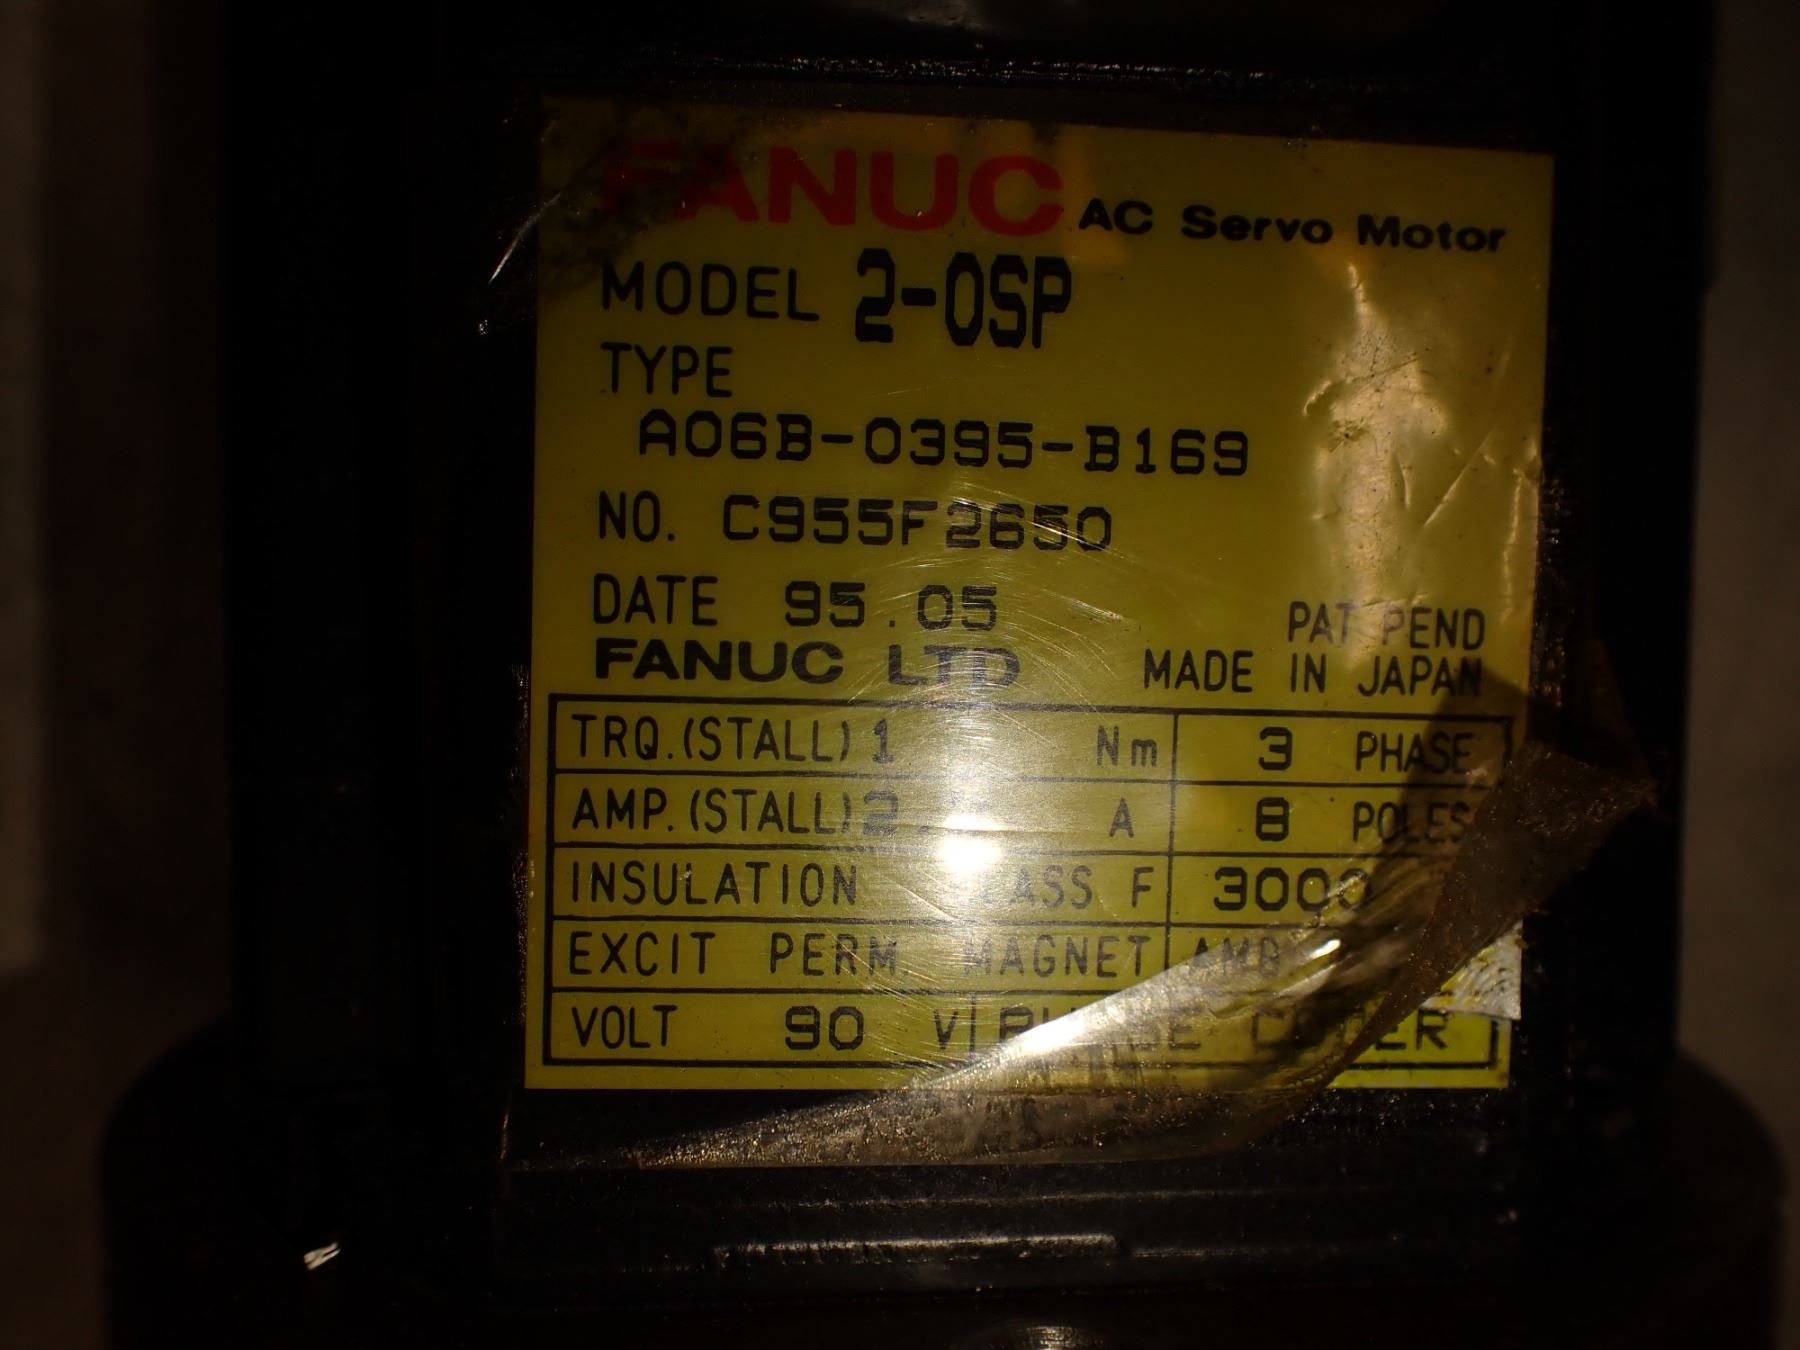 FANUC AC Servo Motor
MODEL 2-0SP
TYPE
A06B-0395-B169
NO. C955F2650
DATE 95.05
FANUC LTD
PAT PEND
MADE IN JAPAN
TRQ.(STALL) 1 Nm 3 PHASE
AMP.(STALL) 2. A 8 POLES
INSULATION CLASS F 3000
EXCIT PERM. MAGNET
VOLT 90 V